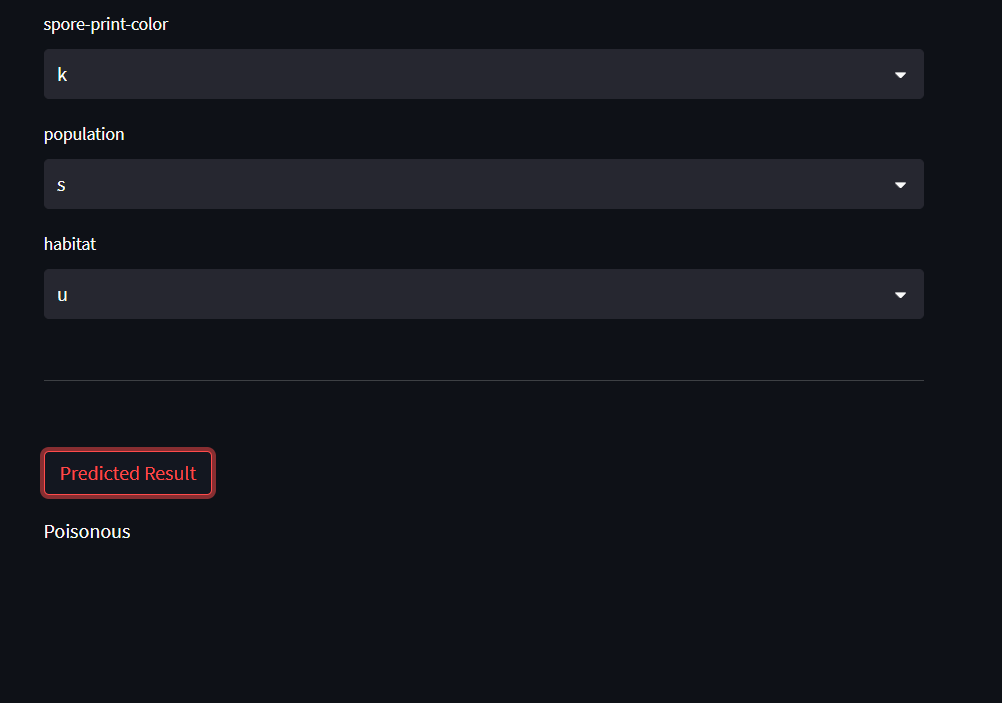 spore-print-color
k
population
s
habitat
u
Predicted Result
Poisonous